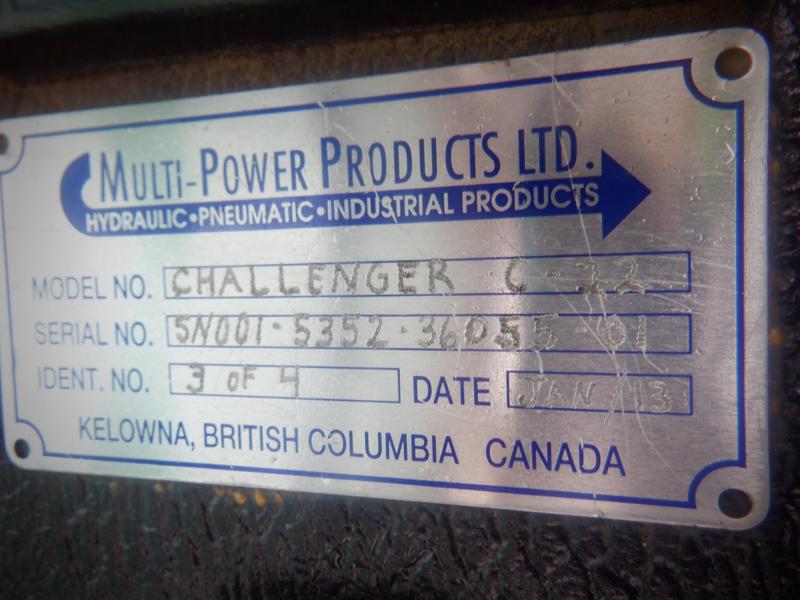 MULTI-POWER PRODUCTS LTD.
HYDRAULIC•PNEUMATIC•INDUSTRIAL PRODUCTS
MODEL NO. CHALLENGER C-22
SERIAL NO. SN001-5352-36055-01
IDENT. NO. 3 OF 4 DATE JAN/13
KELOWNA, BRITISH COLUMBIA CANADA